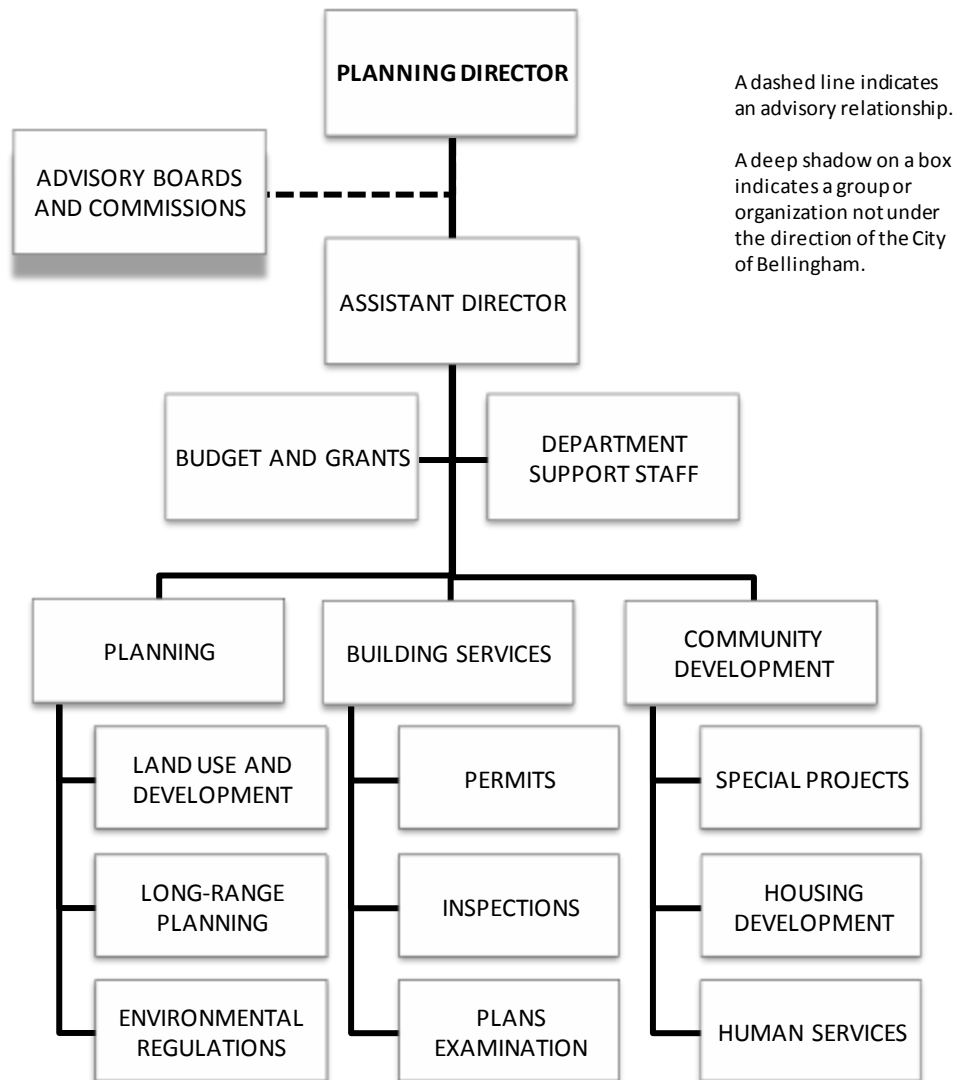 PLANNING DIRECTOR
A dashed line indicates
an advisory relationship.
A deep shadow on a box
indicates a group or
organization not under
the direction of the City
of Bellingham.
ADVISORY BOARDS
AND COMMISSIONS
ASSISTANT DIRECTOR
BUDGET AND GRANTS
DEPARTMENT
SUPPORT STAFF
PLANNING
BUILDING SERVICES
COMMUNITY
DEVELOPMENT
LAND USE AND
DEVELOPMENT
PERMITS
SPECIAL PROJECTS
LONG-RANGE
PLANNING
INSPECTIONS
HOUSING
DEVELOPMENT
ENVIRONMENTAL
REGULATIONS
PLANS
EXAMINATION
HUMAN SERVICES